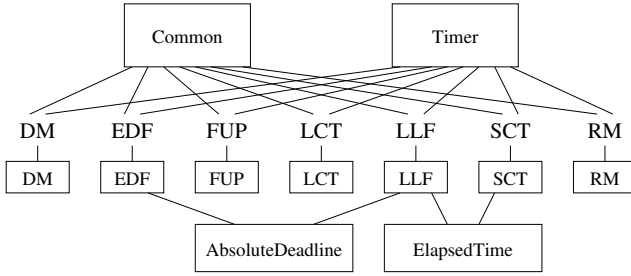 Common Timer
DM EDF FUP LCT LLF SCT RM
DM EDF FUP LCT LLF SCT RM
AbsoluteDeadline ElapsedTime